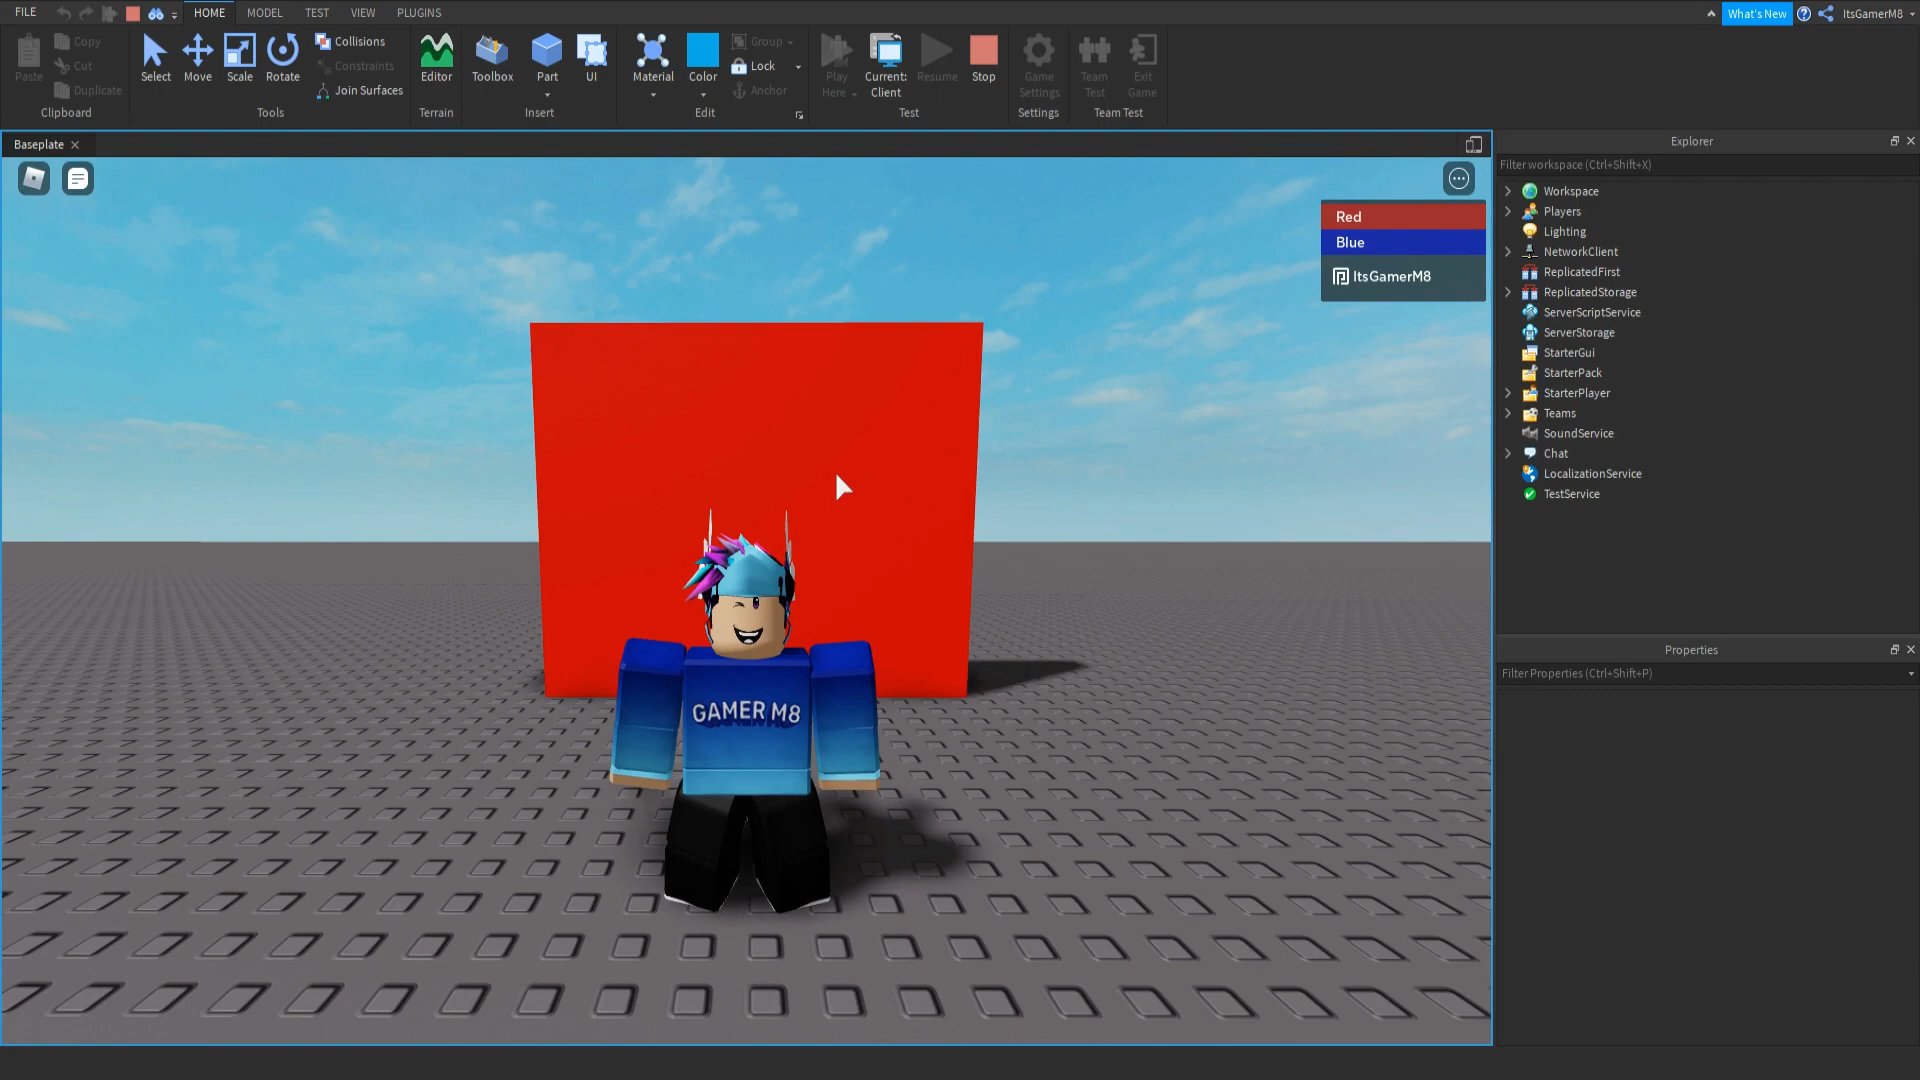 FILE HOME MODEL TEST VIEW PLUGINS What's New ItsGamerM8
Paste Copy Cut Duplicate
Select Move Scale Rotate Collisions Constraints Join Surfaces
Editor Toolbox Part UI Material Color Group Lock Anchor
Play Here Current: Client Resume Stop Game Settings Team Test Exit Game
Clipboard Tools Terrain Insert Edit Test Settings Team Test
Baseplate
Red
Blue
ItsGamerM8
GAMER M8
Explorer
Filter workspace (Ctrl+Shift+X)
Workspace
Players
Lighting
NetworkClient
ReplicatedFirst
ReplicatedStorage
ServerScriptService
ServerStorage
StarterGui
StarterPack
StarterPlayer
Teams
SoundService
Chat
LocalizationService
TestService
Properties
Filter Properties (Ctrl+Shift+P)